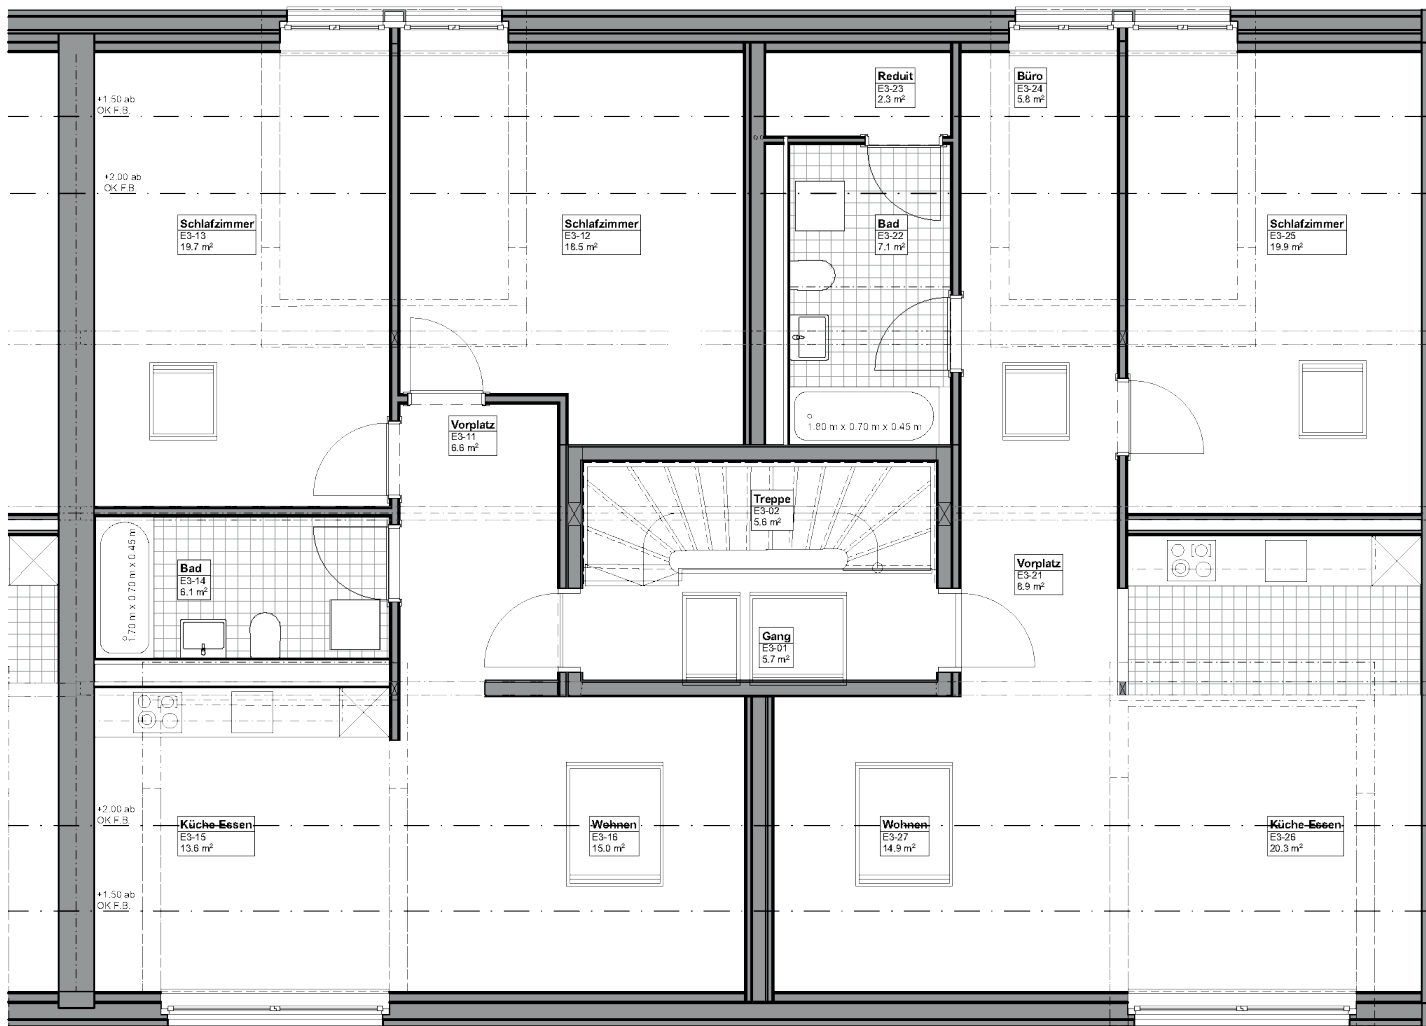 +1.50 ab
OK F.B.
+2.00 ab
OK F.B.
Schlafzimmer
E3-13
19.7 m²
Schlafzimmer
E3-12
18.5 m²
Reduit
E3-23
2.3 m²
Büro
E3-24
5.8 m²
Bad
E3-22
7.1 m²
Schlafzimmer
E3-25
19.9 m²
Vorplatz
E3-11
6.6 m²
1.80 m x 0.70 m x 0.45 m
Treppe
E3-02
5.6 m²
1.70 m x 0.70 m x 0.45 m
Bad
E3-14
6.1 m²
Vorplatz
E3-21
8.9 m²
Gang
E3-01
5.7 m²
+2.00 ab
OK F.B.
Küche Essen
E3-15
13.6 m²
Wohnen
E3-16
15.0 m²
Wohnen
E3-27
14.9 m²
Küche Essen
E3-26
20.3 m²
+1.50 ab
OK F.B.